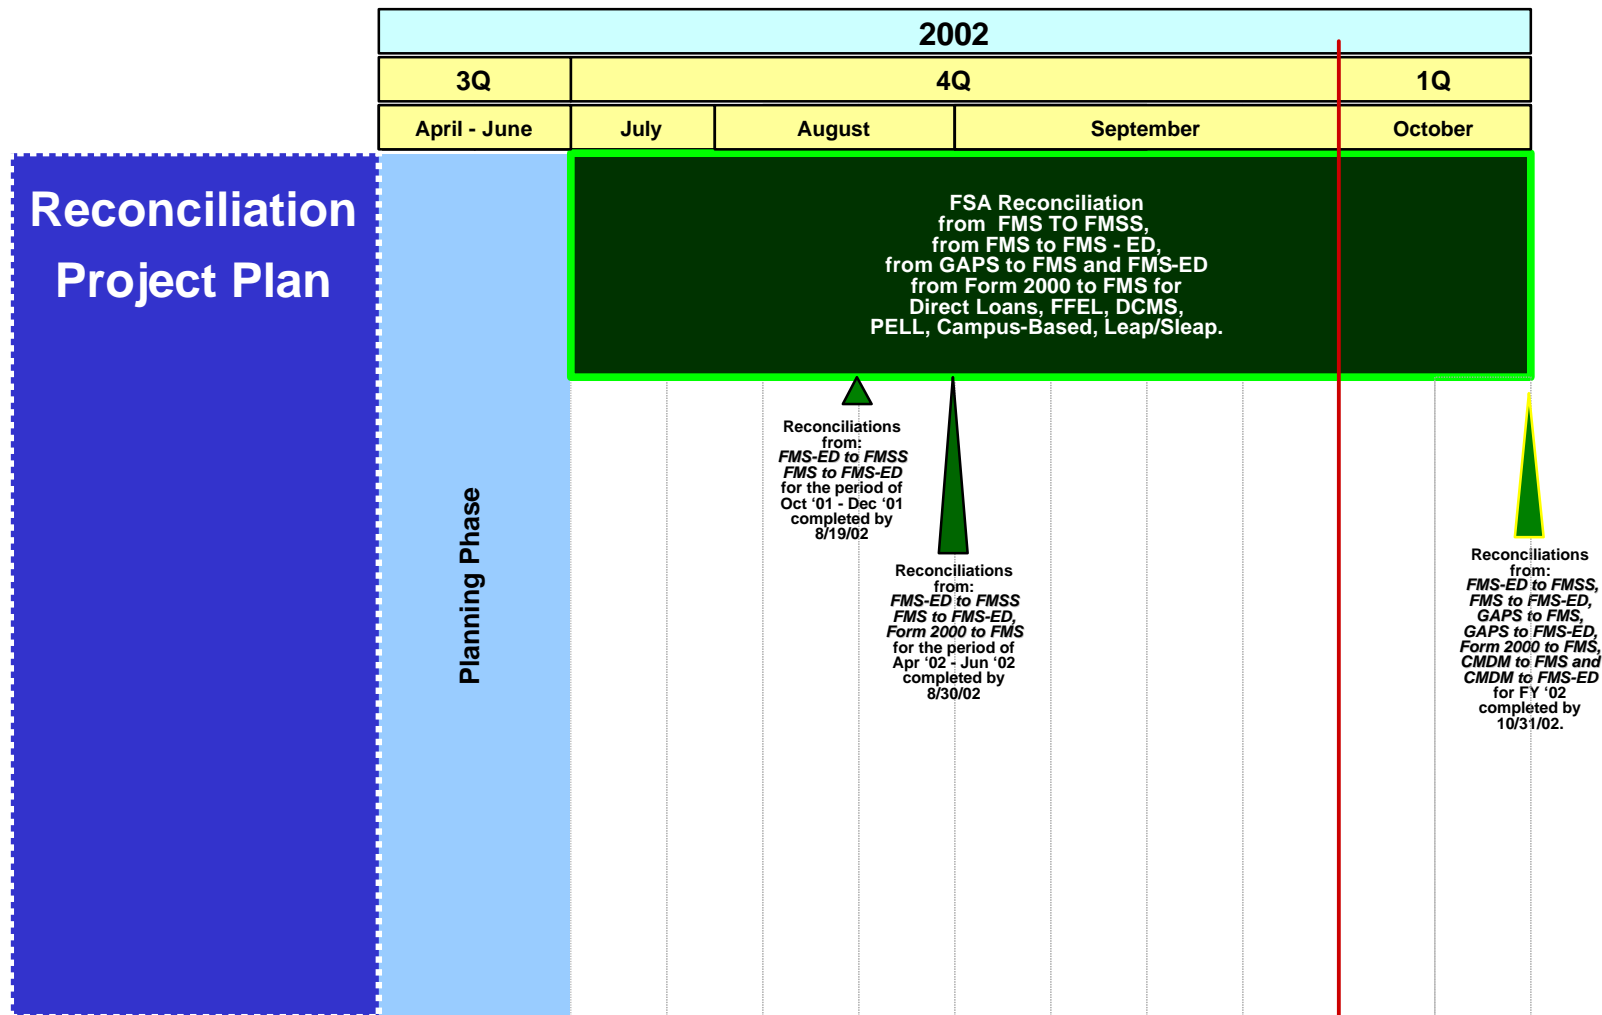 2002
3Q
4Q
1Q
April - June
July
August
September
October
Reconciliation
Project Plan
FSA Reconciliation
from  FMS TO FMSS,
from FMS to FMS - ED,
from GAPS to FMS and FMS-ED
from Form 2000 to FMS for
Direct Loans, FFEL, DCMS,
PELL, Campus-Based, Leap/Sleap.
Planning Phase
Reconciliations
from:
FMS-ED to FMSS
FMS to FMS-ED
for the period of
Oct ‘01 - Dec ‘01
completed by
8/19/02
Reconciliations
from:
FMS-ED to FMSS
FMS to FMS-ED,
Form 2000 to FMS
for the period of
Apr ‘02 - Jun ‘02
completed by
8/30/02
Reconciliations
from:
FMS-ED to FMSS,
FMS to FMS-ED,
GAPS to FMS,
GAPS to FMS-ED,
Form 2000 to FMS,
CMDM to FMS and
CMDM to FMS-ED
for FY ‘02
completed by
10/31/02.